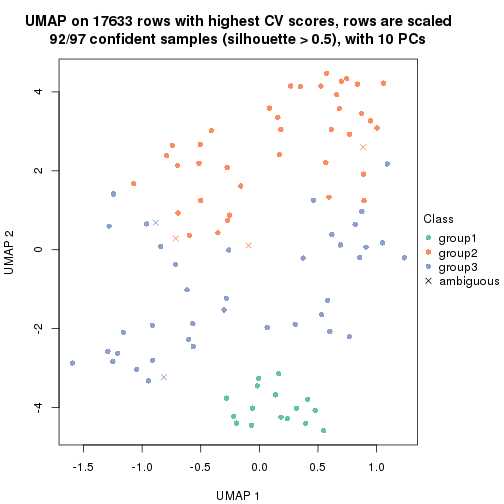 UMAP on 17633 rows with highest CV scores, rows are scaled
92/97 confident samples (silhouette > 0.5), with 10 PCs
4
2
0
-2
-4
UMAP 2
-1.5
-1.0
-0.5
0.0
0.5
1.0
UMAP 1
Class
group1
group2
group3
ambiguous